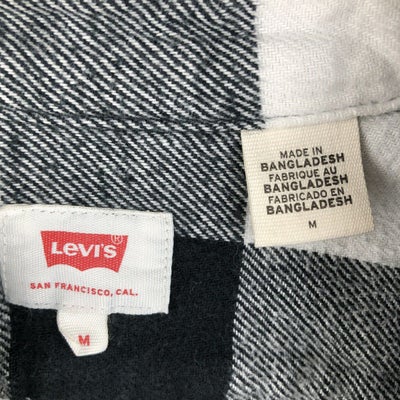 MADE IN
BANGLADESH
FABRIQUE AU
BANGLADESH
FABRICADO EN
BANGLADESH
M
LEVI'S®
SAN FRANCISCO, CAL.
M